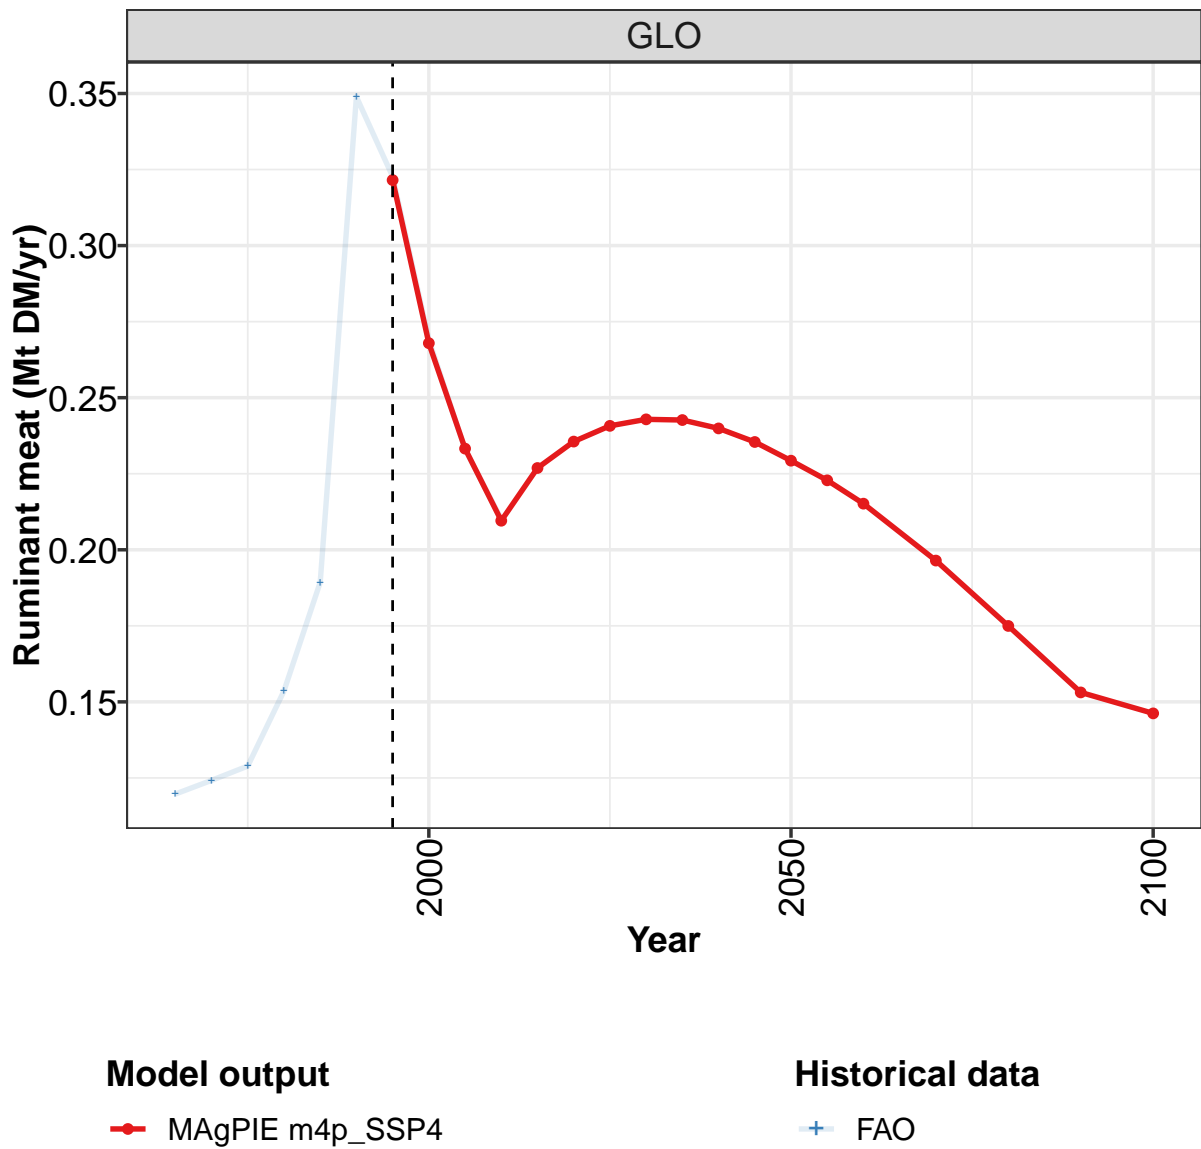 GLO
Ruminant meat (Mt DM/yr)
0.35
0.30
0.25
0.20
0.15
2000
2050
2100
Year
Model output
MAgPIE m4p_SSP4
Historical data
FAO